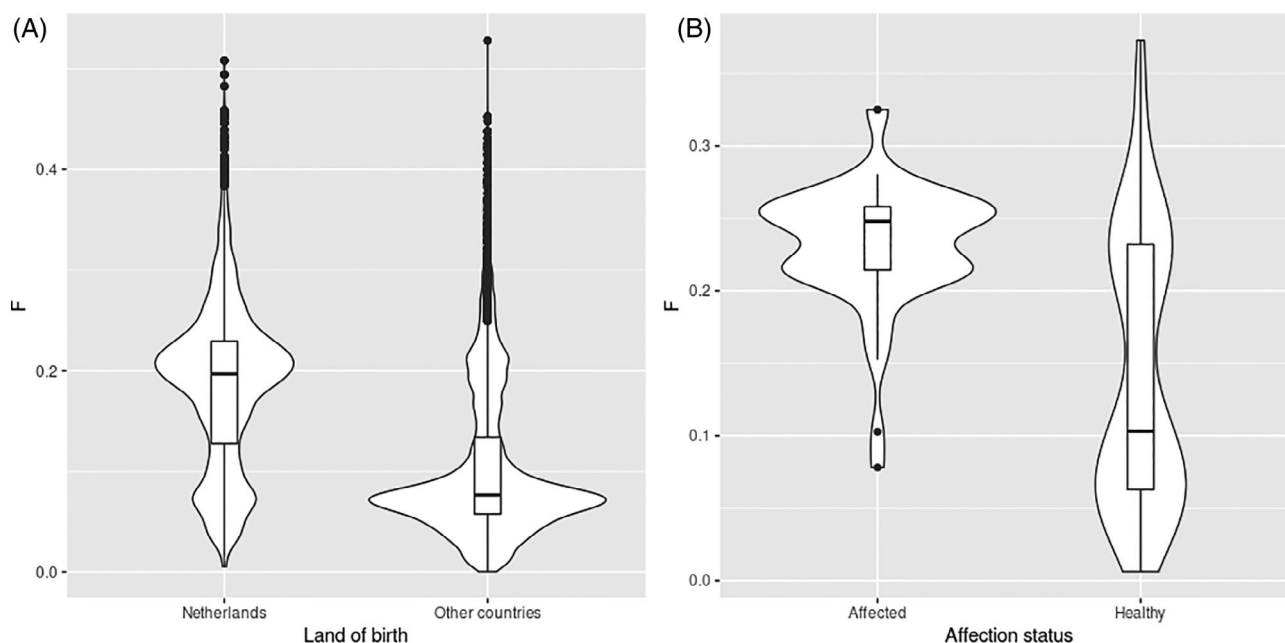 (A)
F
0.4
0.2
0.0
Netherlands
Other countries
Land of birth
(B)
F
0.3
0.2
0.1
0.0
Affected
Healthy
Affection status